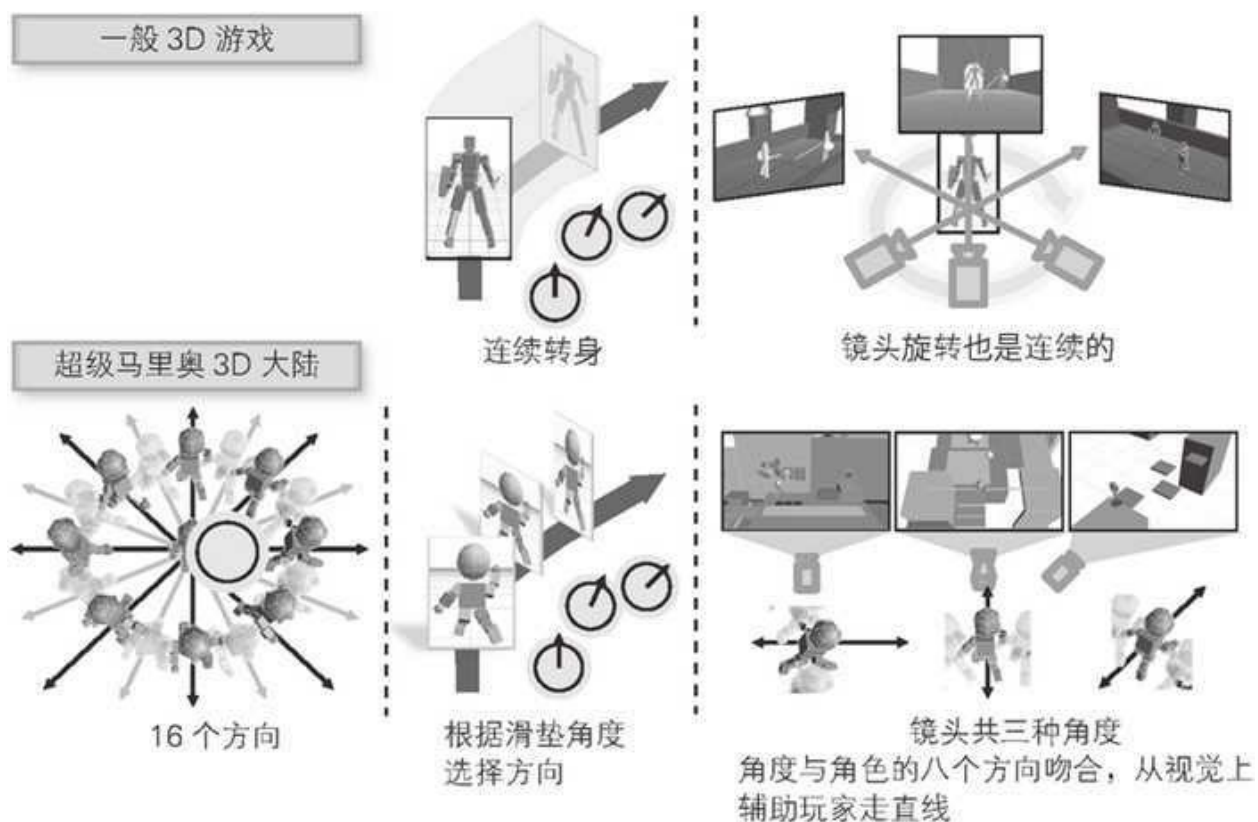 一般 3D 游戏
连续转身
镜头旋转也是连续的
超级马里奥 3D 大陆
16 个方向
根据滑垫角度
选择方向
镜头共三种角度
角度与角色的八个方向吻合，从视觉上
辅助玩家走直线